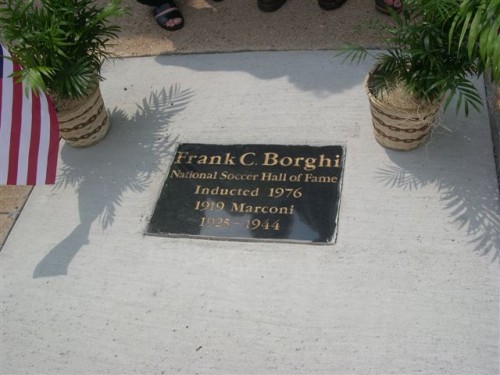 Frank C. Borghi
National Soccer Hall of Fame
Inducted 1976
1919 Marconi
1925 - 1944